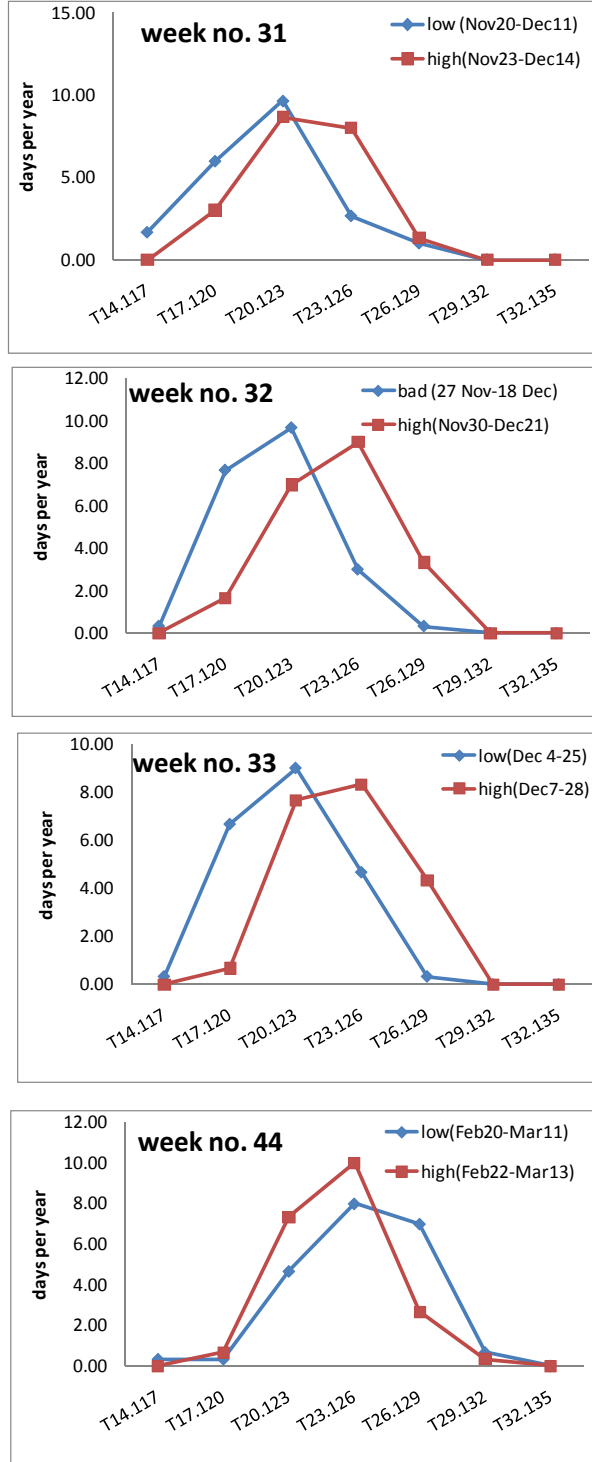 week no. 31
low (Nov20-Dec11)
high(Nov23-Dec14)
days per year
15.00
10.00
5.00
0.00
T14.117
T17.120
T20.123
T23.126
T26.129
T29.132
T32.135
week no. 32
bad (27 Nov-18 Dec)
high(Nov30-Dec21)
days per year
12.00
10.00
8.00
6.00
4.00
2.00
0.00
T14.117
T17.120
T20.123
T23.126
T26.129
T29.132
T32.135
week no. 33
low(Dec 4-25)
high(Dec7-28)
days per year
10.00
8.00
6.00
4.00
2.00
0.00
T14.117
T17.120
T20.123
T23.126
T26.129
T29.132
T32.135
week no. 44
low(Feb20-Mar11)
high(Feb22-Mar13)
days per year
12.00
10.00
8.00
6.00
4.00
2.00
0.00
T14.117
T17.120
T20.123
T23.126
T26.129
T29.132
T32.135